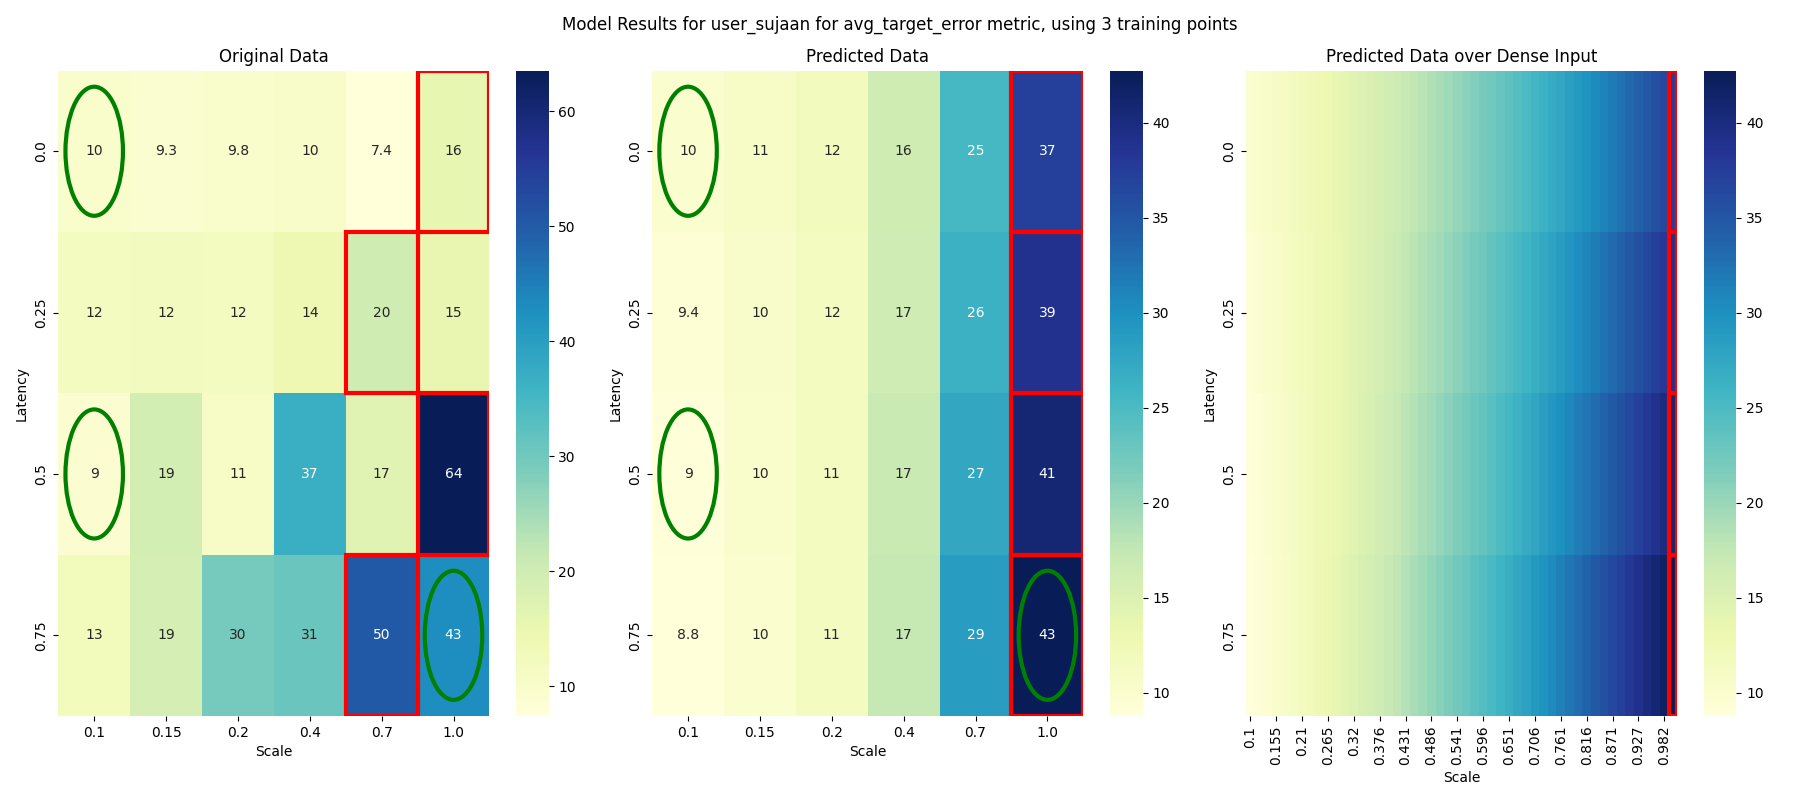 Model Results for user_sujaan for avg_target_error metric, using 3 training points
Original Data
Latency
0.0
0.25
0.5
0.75
10 9.3 9.8 10 7.4 16
12 12 12 14 20 15
9 19 11 37 17 64
13 19 30 31 50 43
0.1 0.15 0.2 0.4 0.7 1.0
Scale
60
50
40
30
20
10
Predicted Data
Latency
0.0
0.25
0.5
0.75
10 11 12 16 25 37
9.4 10 12 17 26 39
9 10 11 17 27 41
8.8 10 11 17 29 43
0.1 0.15 0.2 0.4 0.7 1.0
Scale
40
35
30
25
20
15
10
Predicted Data over Dense Input
Latency
0.0
0.25
0.5
0.75
0.1 0.155 0.21 0.265 0.32 0.376 0.431 0.486 0.541 0.596 0.651 0.706 0.761 0.816 0.871 0.927 0.982
Scale
40
35
30
25
20
15
10